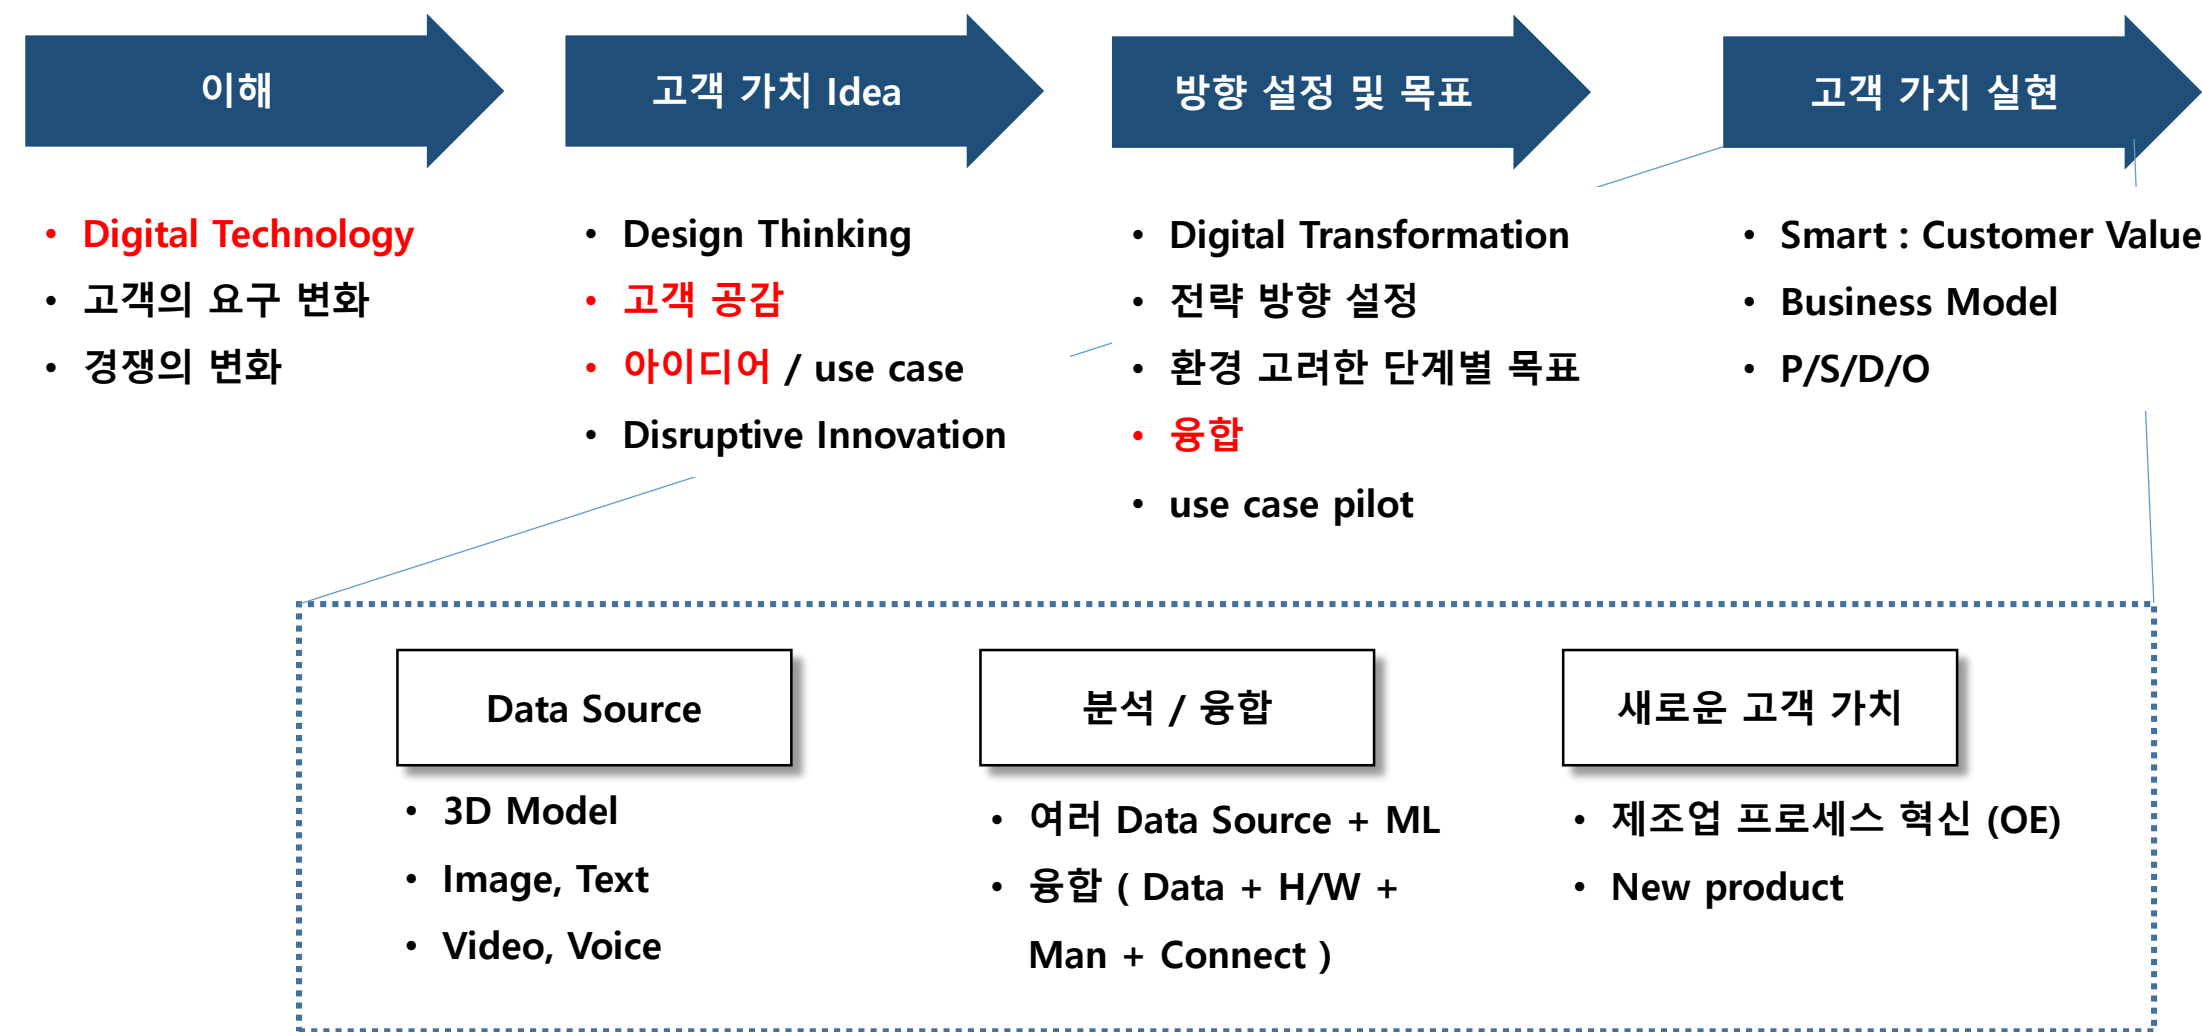 이해
고객 가치 Idea
방향 설정 및 목표
고객 가치 실현
• Digital Technology
• 고객의 요구 변화
• 경쟁의 변화
• Design Thinking
• 고객 공감
• 아이디어 / use case
• Disruptive Innovation
• Digital Transformation
• 전략 방향 설정
• 환경 고려한 단계별 목표
• 융합
• use case pilot
• Smart : Customer Value
• Business Model
• P/S/D/O
Data Source
• 3D Model
• Image, Text
• Video, Voice
분석 / 융합
• 여러 Data Source + ML
• 융합 ( Data + H/W +
Man + Connect )
새로운 고객 가치
• 제조업 프로세스 혁신 (OE)
• New product